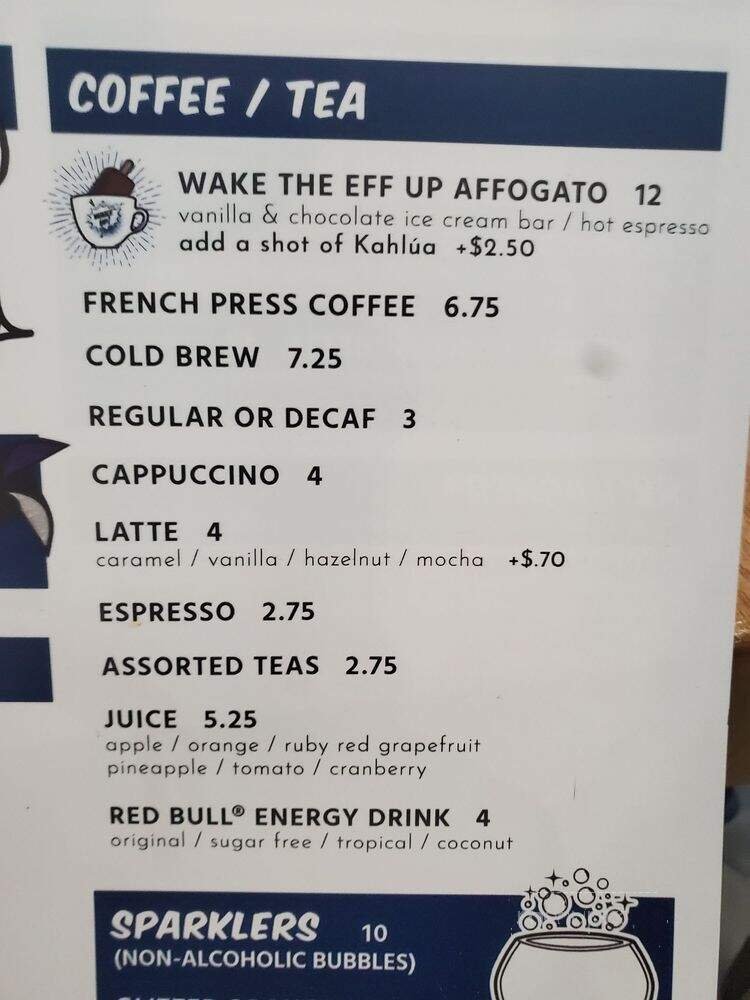 COFFEE / TEA
WAKE THE EFF UP AFFOGATO 12
vanilla & chocolate ice cream bar / hot espresso
add a shot of Kahlúa +$2.50
FRENCH PRESS COFFEE 6.75
COLD BREW 7.25
REGULAR OR DECAF 3
CAPPUCCINO 4
LATTE 4
caramel / vanilla / hazelnut / mocha +$.70
ESPRESSO 2.75
ASSORTED TEAS 2.75
JUICE 5.25
apple / orange / ruby red grapefruit
pineapple / tomato / cranberry
RED BULL® ENERGY DRINK 4
original / sugar free / tropical / coconut
SPARKLERS 10
(NON-ALCOHOLIC BUBBLES)